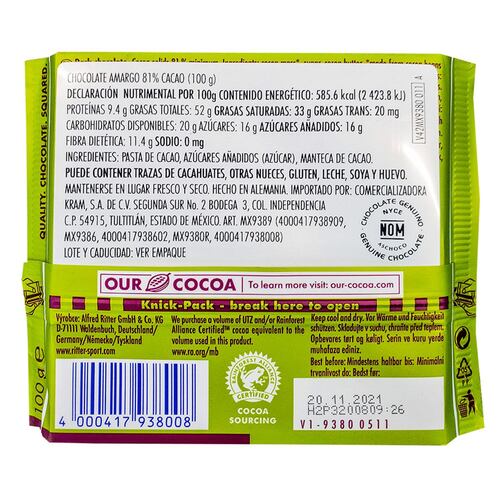 QUALITY. CHOCOLATE. SQUARED.
CHOCOLATE AMARGO 81% CACAO (100 g)
DECLARACIÓN NUTRIMENTAL POR 100g CONTENIDO ENERGÉTICO: 585.6 kcal (2 423.8 kJ)
PROTEÍNAS 9.4 g GRASAS TOTALES: 52 g GRASAS SATURADAS: 33 g GRASAS TRANS: 20 mg
CARBOHIDRATOS DISPONIBLES: 20 g AZÚCARES: 16 g AZÚCARES AÑADIDOS: 16 g
FIBRA DIETÉTICA: 11.4 g SODIO: 0 mg
INGREDIENTES: PASTA DE CACAO, AZÚCARES AÑADIDOS (AZÚCAR), MANTECA DE CACAO.
PUEDE CONTENER TRAZAS DE CACAHUATES, OTRAS NUECES, GLUTEN, LECHE, SOYA Y HUEVO.
MANTENERSE EN LUGAR FRESCO Y SECO. HECHO EN ALEMANIA. IMPORTADO POR: COMERCIALIZADORA
KRAM, S.A. DE C.V. SEGUNDA SUR No. 2 BODEGA 3, COL. INDEPENDENCIA
C.P. 54915, TULTITLÁN, ESTADO DE MÉXICO. ART. MX9389 (4000417938909,
MX9386, 4000417938602, MX9380R, 4000417938008)
LOTE Y CADUCIDAD: VER EMPAQUE
V42MX9380 011 A
CHOCOLATE GENUINO
NYCE
NOM
ASCHOCO
GENUINE CHOCOLATE
OUR COCOA To learn more visit: our-cocoa.com
Knick-Pack - break here to open
Verkauf: Alfred Ritter GmbH & Co. KG
D-71111 Waldenbuch, Deutschland/
Germany/Németko/Tyskland
www.ritter-sport.com
We support the purchase of UTZ and/or Rainforest
Alliance Certified™ cocoa equivalent to the
volume used in this product.
www.ra.org/mb
Keep cool and dry. Vor Wärme und Feuchtigkeit
schützen. Skladujte v suchu, chraňte před teplem.
Opbevares tørt og køligt. Serin ve kuru yerde
muhafaza ediniz.
Best before: Mindestens haltbar bis: Minimální
trvanlivost do: Bedst før:
100 g e
4 000417 938008
CERTIFIED
COCOA
SOURCING
20.11.2021
H2P3200809:26
V1-9380 0511